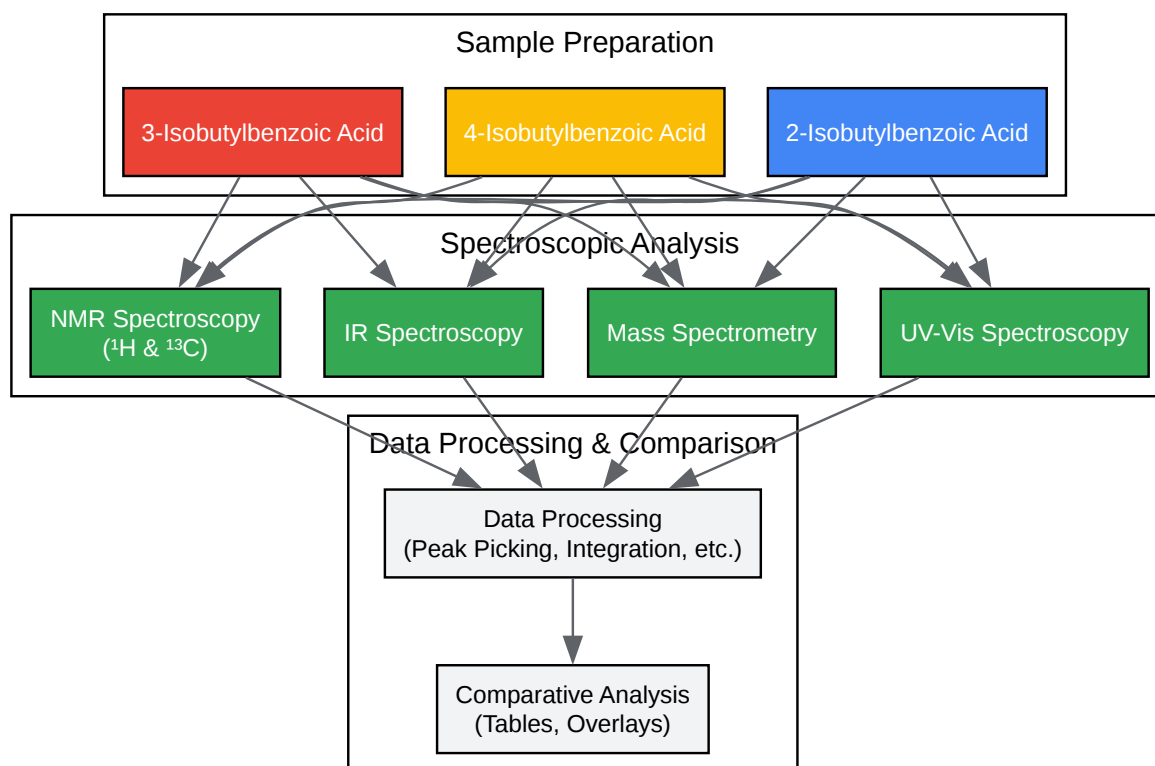 Sample Preparation
3-Isobutylbenzoic Acid
4-Isobutylbenzoic Acid
2-Isobutylbenzoic Acid
Spectroscopic Analysis
NMR Spectroscopy
(¹H & ¹³C)
IR Spectroscopy
Mass Spectrometry
UV-Vis Spectroscopy
Data Processing & Comparison
Data Processing
(Peak Picking, Integration, etc.)
Comparative Analysis
(Tables, Overlays)